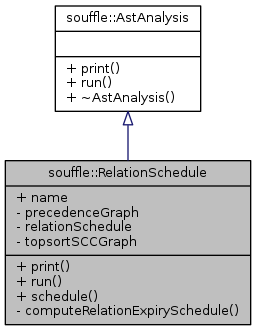 souffle::AstAnalysis
+ print()
+ run()
+ ~AstAnalysis()
souffle::RelationSchedule
+ name
- precedenceGraph
- relationSchedule
- topsortSCCGraph
+ print()
+ run()
+ schedule()
- computeRelationExpirySchedule()